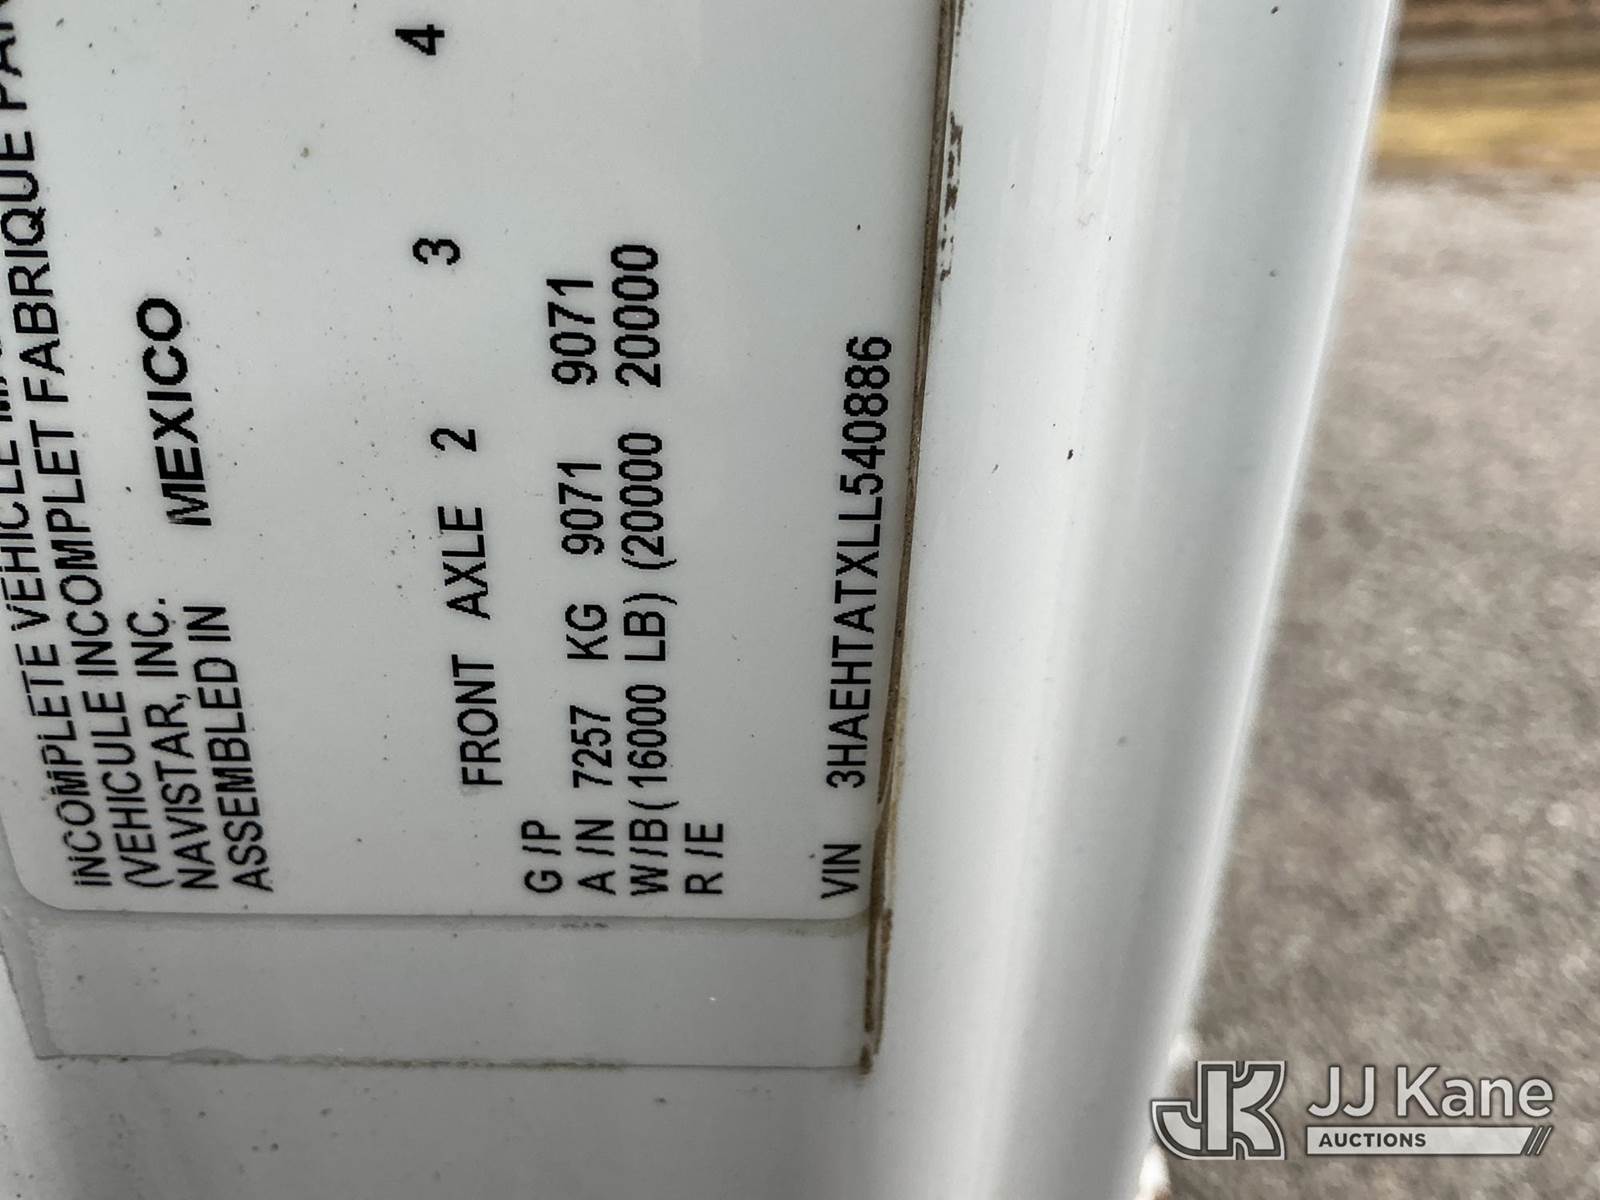 INCOMPLETE VEHICLE
(VEHICULE INCOMPLET FABRIQUE
NAVISTAR, INC.
ASSEMBLED IN MEXICO
FRONT AXLE 2 3 4
G/P
A/N 7257 KG 9071 9071
W/B(16000 LB) (20000 20000
R/E
VIN 3HAEHTATXLL540886
JK JJ Kane
AUCTIONS